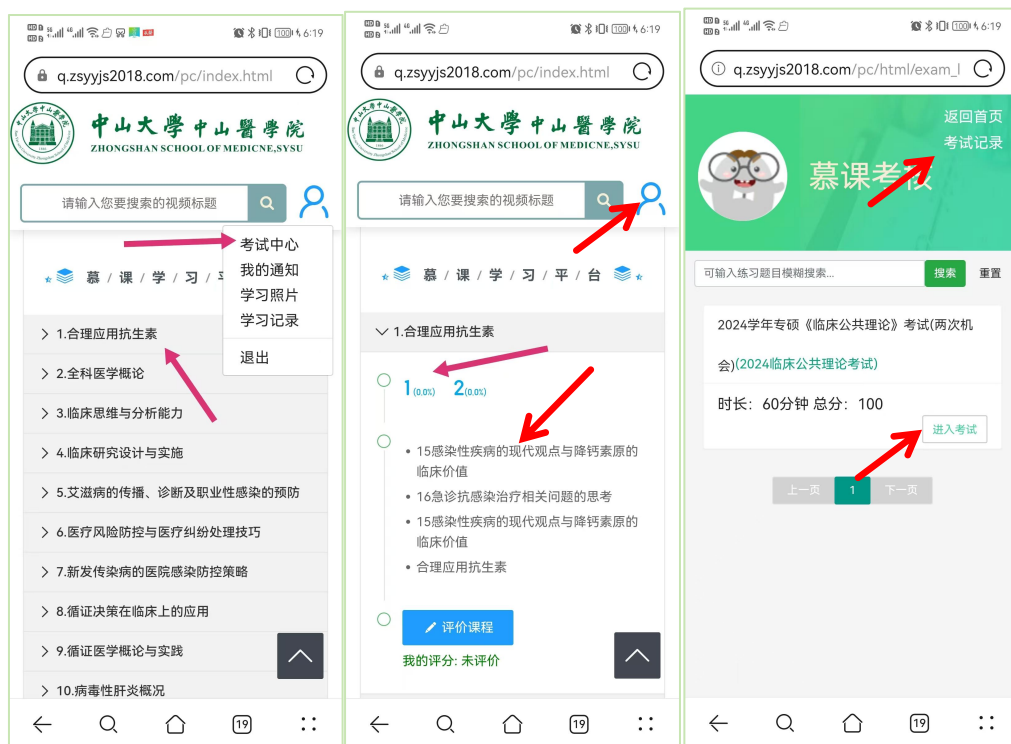 6:19
q.zsyyjs2018.com/pc/index.html
中山大學中山醫學院
ZHONGSHAN SCHOOL OF MEDICNE,SYSU
请输入您要搜索的视频标题
考试中心
我的通知
学习照片
学习记录
退出
慕 / 课 / 学 / 习 /
1.合理应用抗生素
2.全科医学概论
3.临床思维与分析能力
4.临床研究设计与实施
5.艾滋病的传播、诊断及职业性感染的预防
6.医疗风险防控与医疗纠纷处理技巧
7.新发传染病的医院感染防控策略
8.循证决策在临床上的应用
9.循证医学概论与实践
10.病毒性肝炎概况
19
6:19
q.zsyyjs2018.com/pc/index.html
中山大學中山醫學院
ZHONGSHAN SCHOOL OF MEDICNE,SYSU
请输入您要搜索的视频标题
慕 / 课 / 学 / 习 / 平 / 台
1.合理应用抗生素
1(0.0%) 2(0.0%)
15感染性疾病的现代观点与降钙素原的
临床价值
16急诊抗感染治疗相关问题的思考
15感染性疾病的现代观点与降钙素原的
临床价值
合理应用抗生素
评价课程
我的评分: 未评价
19
6:19
q.zsyyjs2018.com/pc/html/exam_l
返回首页
考试记录
慕课考核
可输入练习题目模糊搜索...
搜索 重置
2024学年专硕《临床公共理论》考试(两次机
会)(2024临床公共理论考试)
时长：60分钟 总分：100
进入考试
上一页 1 下一页
19